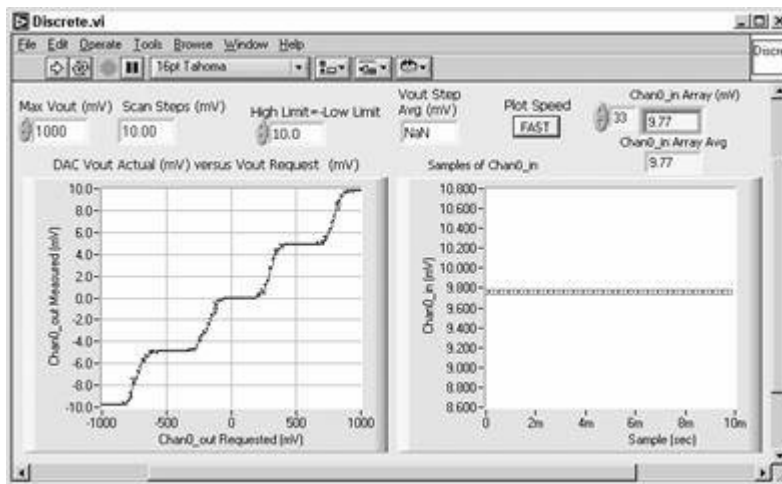 Discrete.vi
File Edit Operate Tools Browse Window Help
16pt Tahoma
Discre
Max Vout (mV)
1000
Scan Steps (mV)
10.00
High Limit=-Low Limit
10.0
Vout Step
Avg (mV)
NaN
Plot Speed
FAST
Chan0_in Array (mV)
33
9.77
Chan0_in Array Avg
9.77
DAC Vout Actual (mV) versus Vout Request (mV)
10.0
8.0
6.0
4.0
2.0
0.0
-2.0
-4.0
-6.0
-8.0
-10.0
Chan0_out Measured (mV)
-1000 -500 0 500 1000
Chan0_out Requested (mV)
Samples of Chan0_in
10.800
10.600
10.400
10.200
10.000
9.800
9.600
9.400
9.200
9.000
8.800
8.600
Chan0_in (mV)
0 2m 4m 6m 8m 10m
Sample (sec)